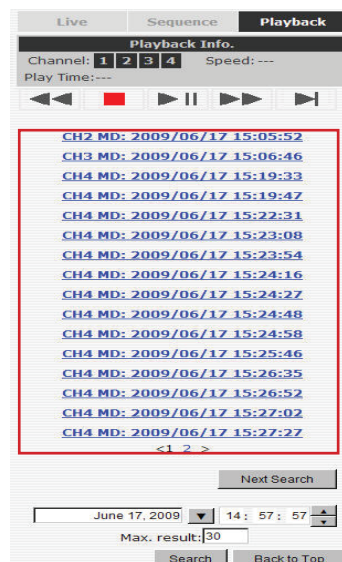 Live Sequence Playback
Playback Info.
Channel: 1 2 3 4 Speed: ---
Play Time:---
CH2 MD: 2009/06/17 15:05:52
CH3 MD: 2009/06/17 15:06:46
CH4 MD: 2009/06/17 15:19:33
CH4 MD: 2009/06/17 15:19:47
CH4 MD: 2009/06/17 15:22:31
CH4 MD: 2009/06/17 15:23:08
CH4 MD: 2009/06/17 15:23:54
CH4 MD: 2009/06/17 15:24:16
CH4 MD: 2009/06/17 15:24:27
CH4 MD: 2009/06/17 15:24:48
CH4 MD: 2009/06/17 15:24:58
CH4 MD: 2009/06/17 15:25:46
CH4 MD: 2009/06/17 15:26:35
CH4 MD: 2009/06/17 15:26:52
CH4 MD: 2009/06/17 15:27:02
CH4 MD: 2009/06/17 15:27:27
<1 2 >
Next Search
June 17, 2009 14: 57: 57
Max. result: 30
Search Back to Top